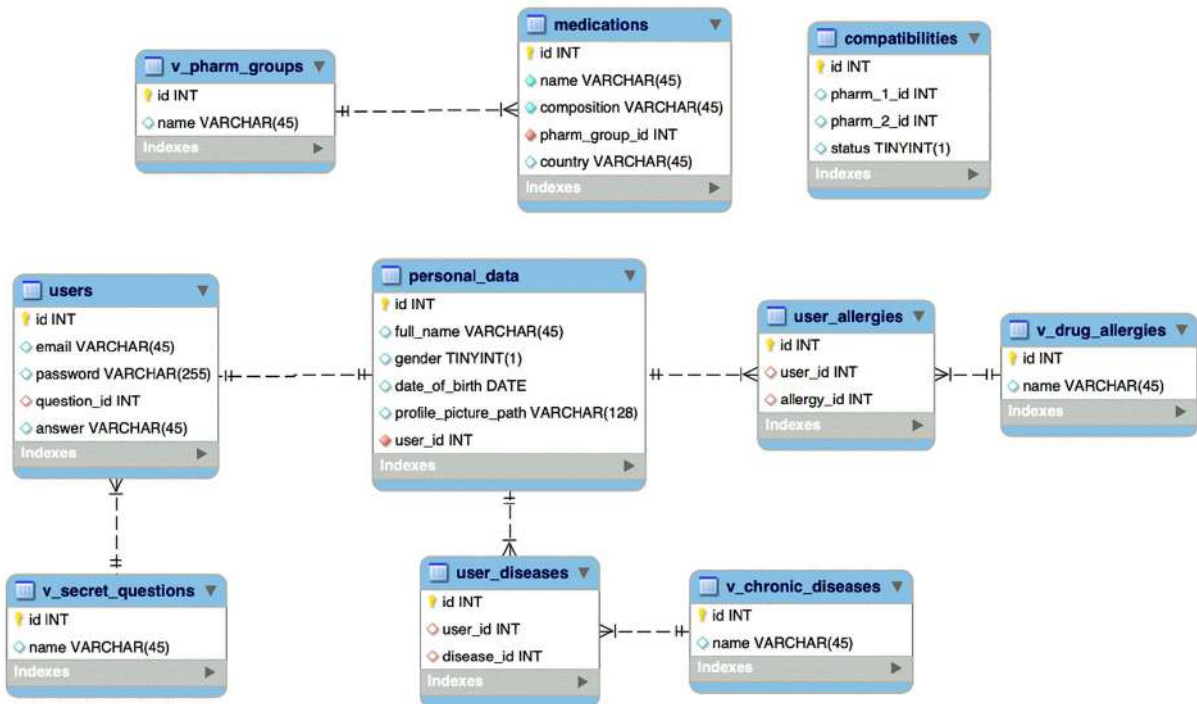 v_pharm_groups
id INT
name VARCHAR(45)
Indexes
medications
id INT
name VARCHAR(45)
composition VARCHAR(45)
pharm_group_id INT
country VARCHAR(45)
Indexes
compatibilities
id INT
pharm_1_id INT
pharm_2_id INT
status TINYINT(1)
Indexes
users
id INT
email VARCHAR(45)
password VARCHAR(255)
question_id INT
answer VARCHAR(45)
Indexes
personal_data
id INT
full_name VARCHAR(45)
gender TINYINT(1)
date_of_birth DATE
profile_picture_path VARCHAR(128)
user_id INT
Indexes
user_allergies
id INT
user_id INT
allergy_id INT
Indexes
v_drug_allergies
id INT
name VARCHAR(45)
Indexes
v_secret_questions
id INT
name VARCHAR(45)
Indexes
user_diseases
id INT
user_id INT
disease_id INT
Indexes
v_chronic_diseases
id INT
name VARCHAR(45)
Indexes